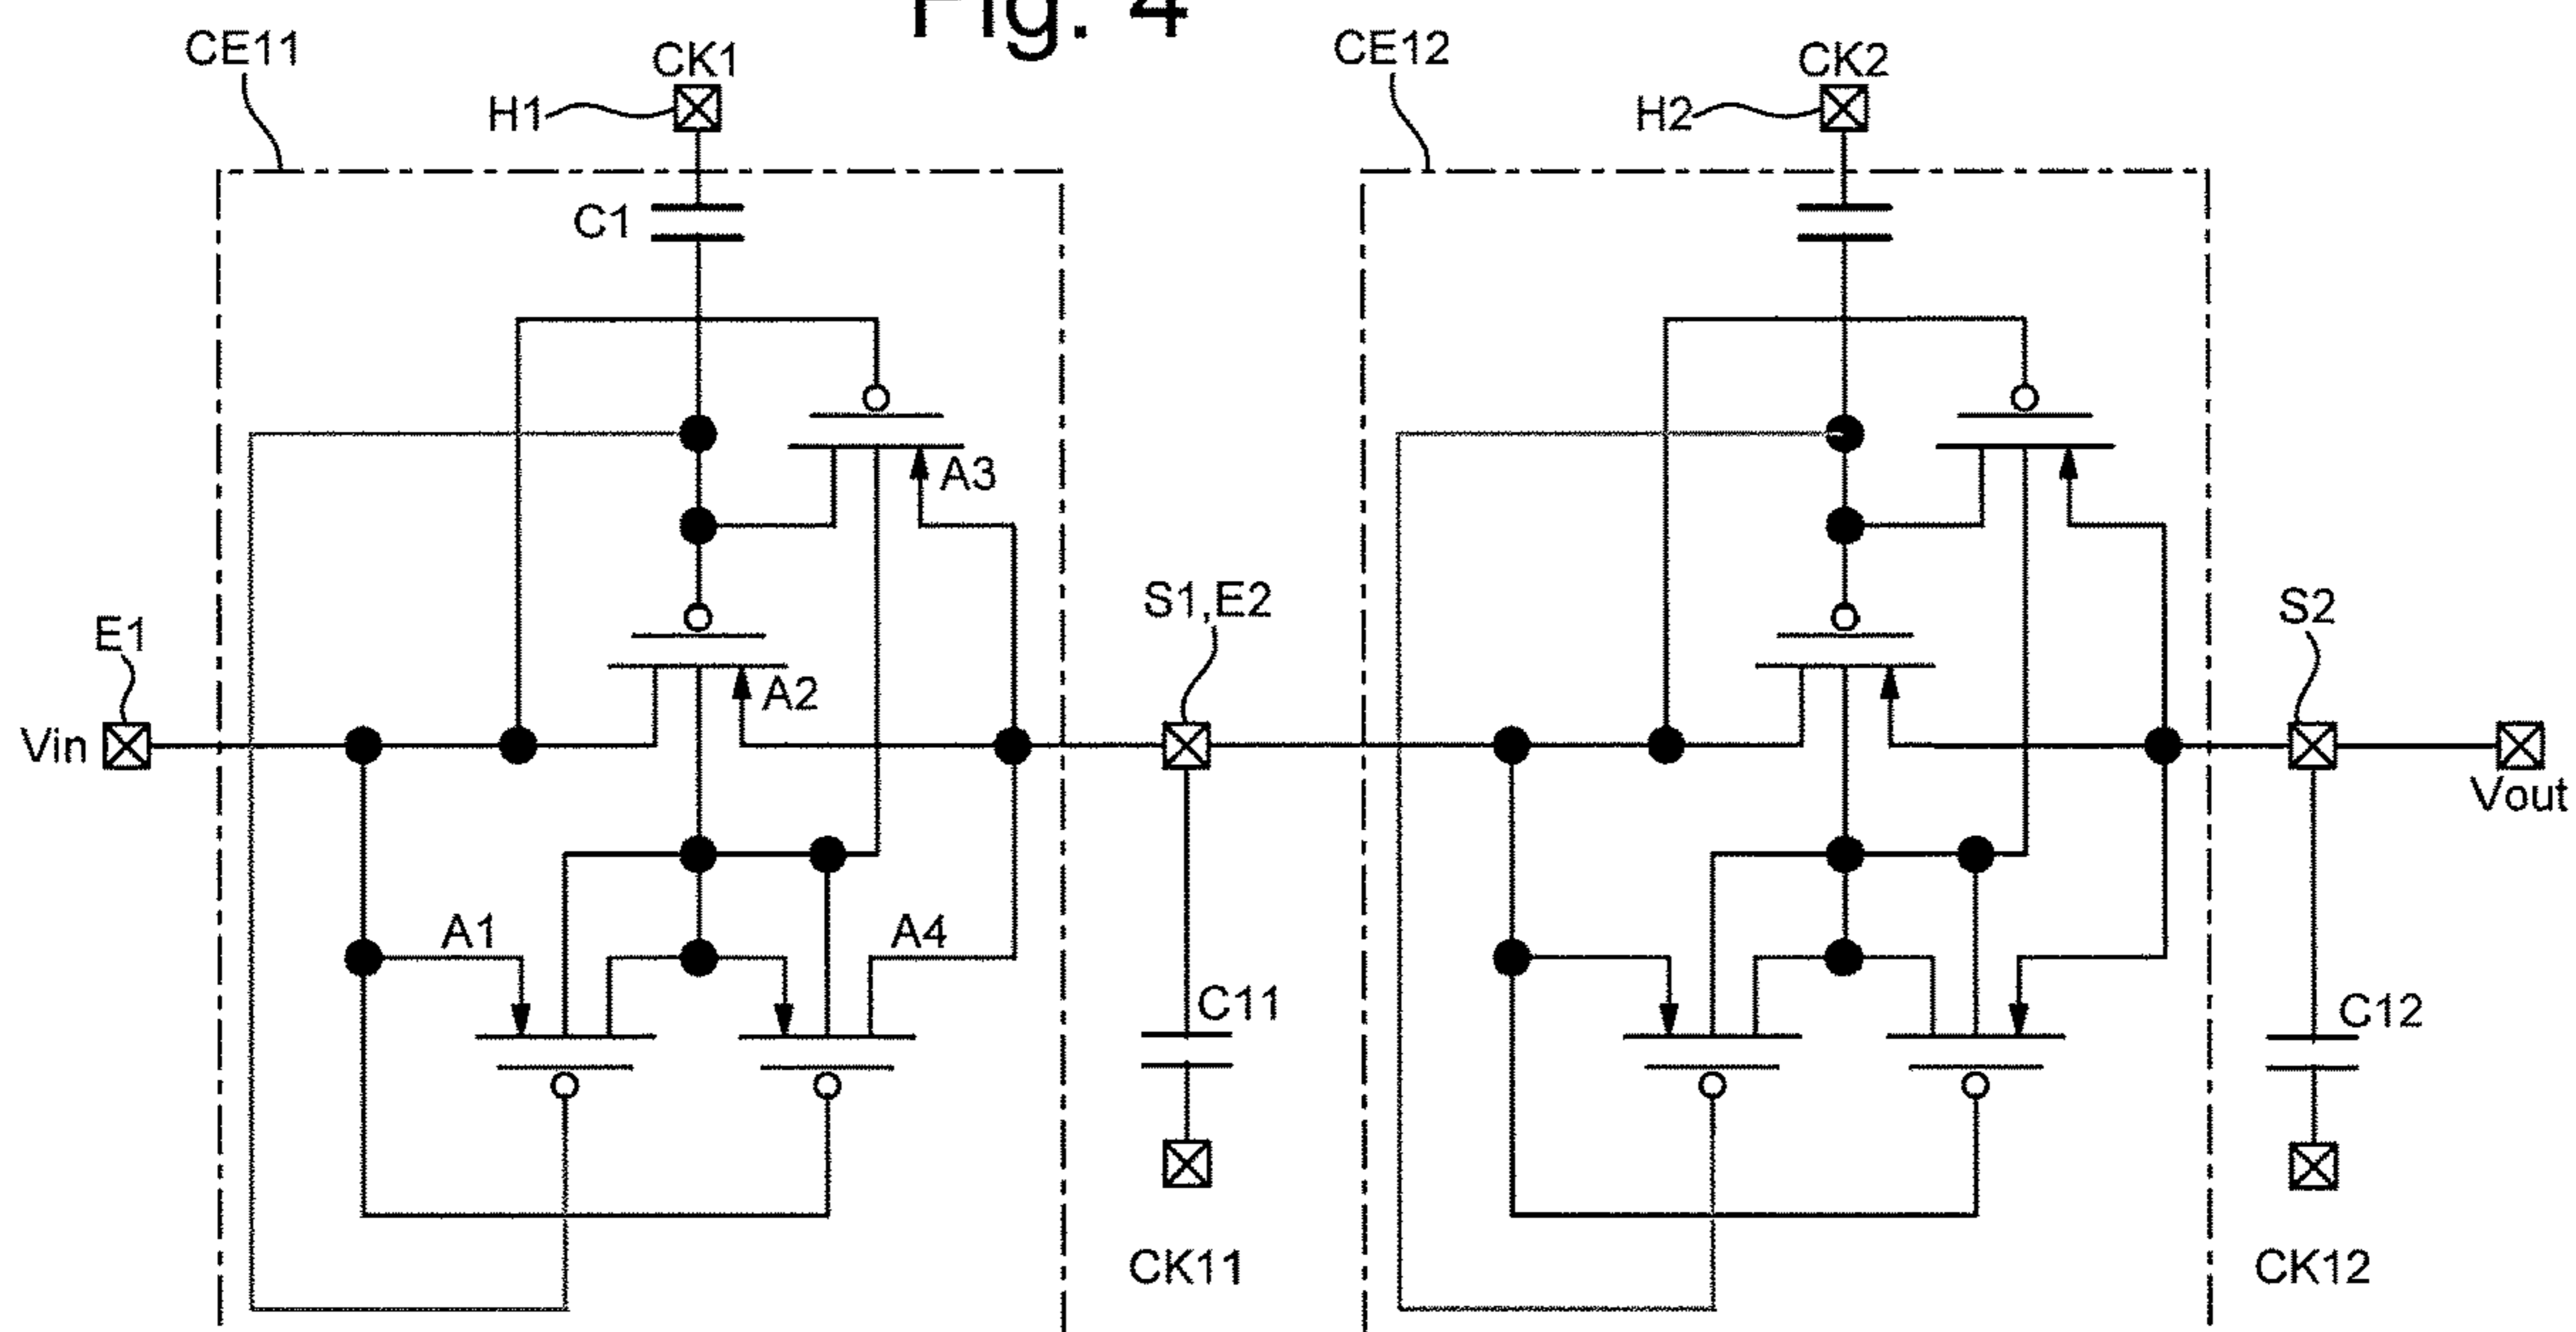 Fig. 4
CE11
CK1
CE12
CK2
H1
H2
C1
A3
S1,E2
S2
E1
A2
Vin
Vout
A1
A4
C11
C12
CK11
CK12